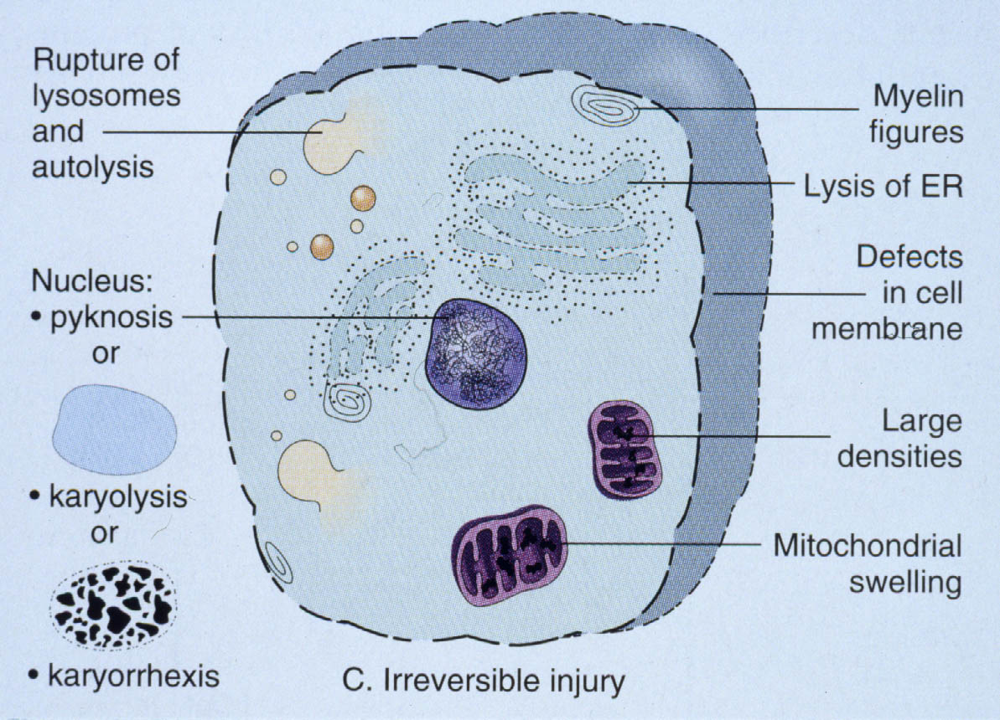 Rupture of
lysosomes
and
autolysis
Nucleus:
• pyknosis
or
• karyolysis
or
• karyorrhexis
Myelin
figures
Lysis of ER
Defects
in cell
membrane
Large
densities
Mitochondrial
swelling
C. Irreversible injury